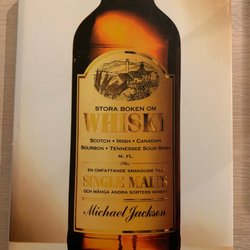 STORA BOKEN OM
WHISKY
SCOTCH • IRISH • CANADIAN
BOURBON • TENNESSEE SOUR MASH
M. FL.
Plus
EN OMFATTANDE SMAKGUIDE TILL
SINGLE MALTS
OCH MÅNGA ANDRA SORTERS WHISKY
Michael Jackson